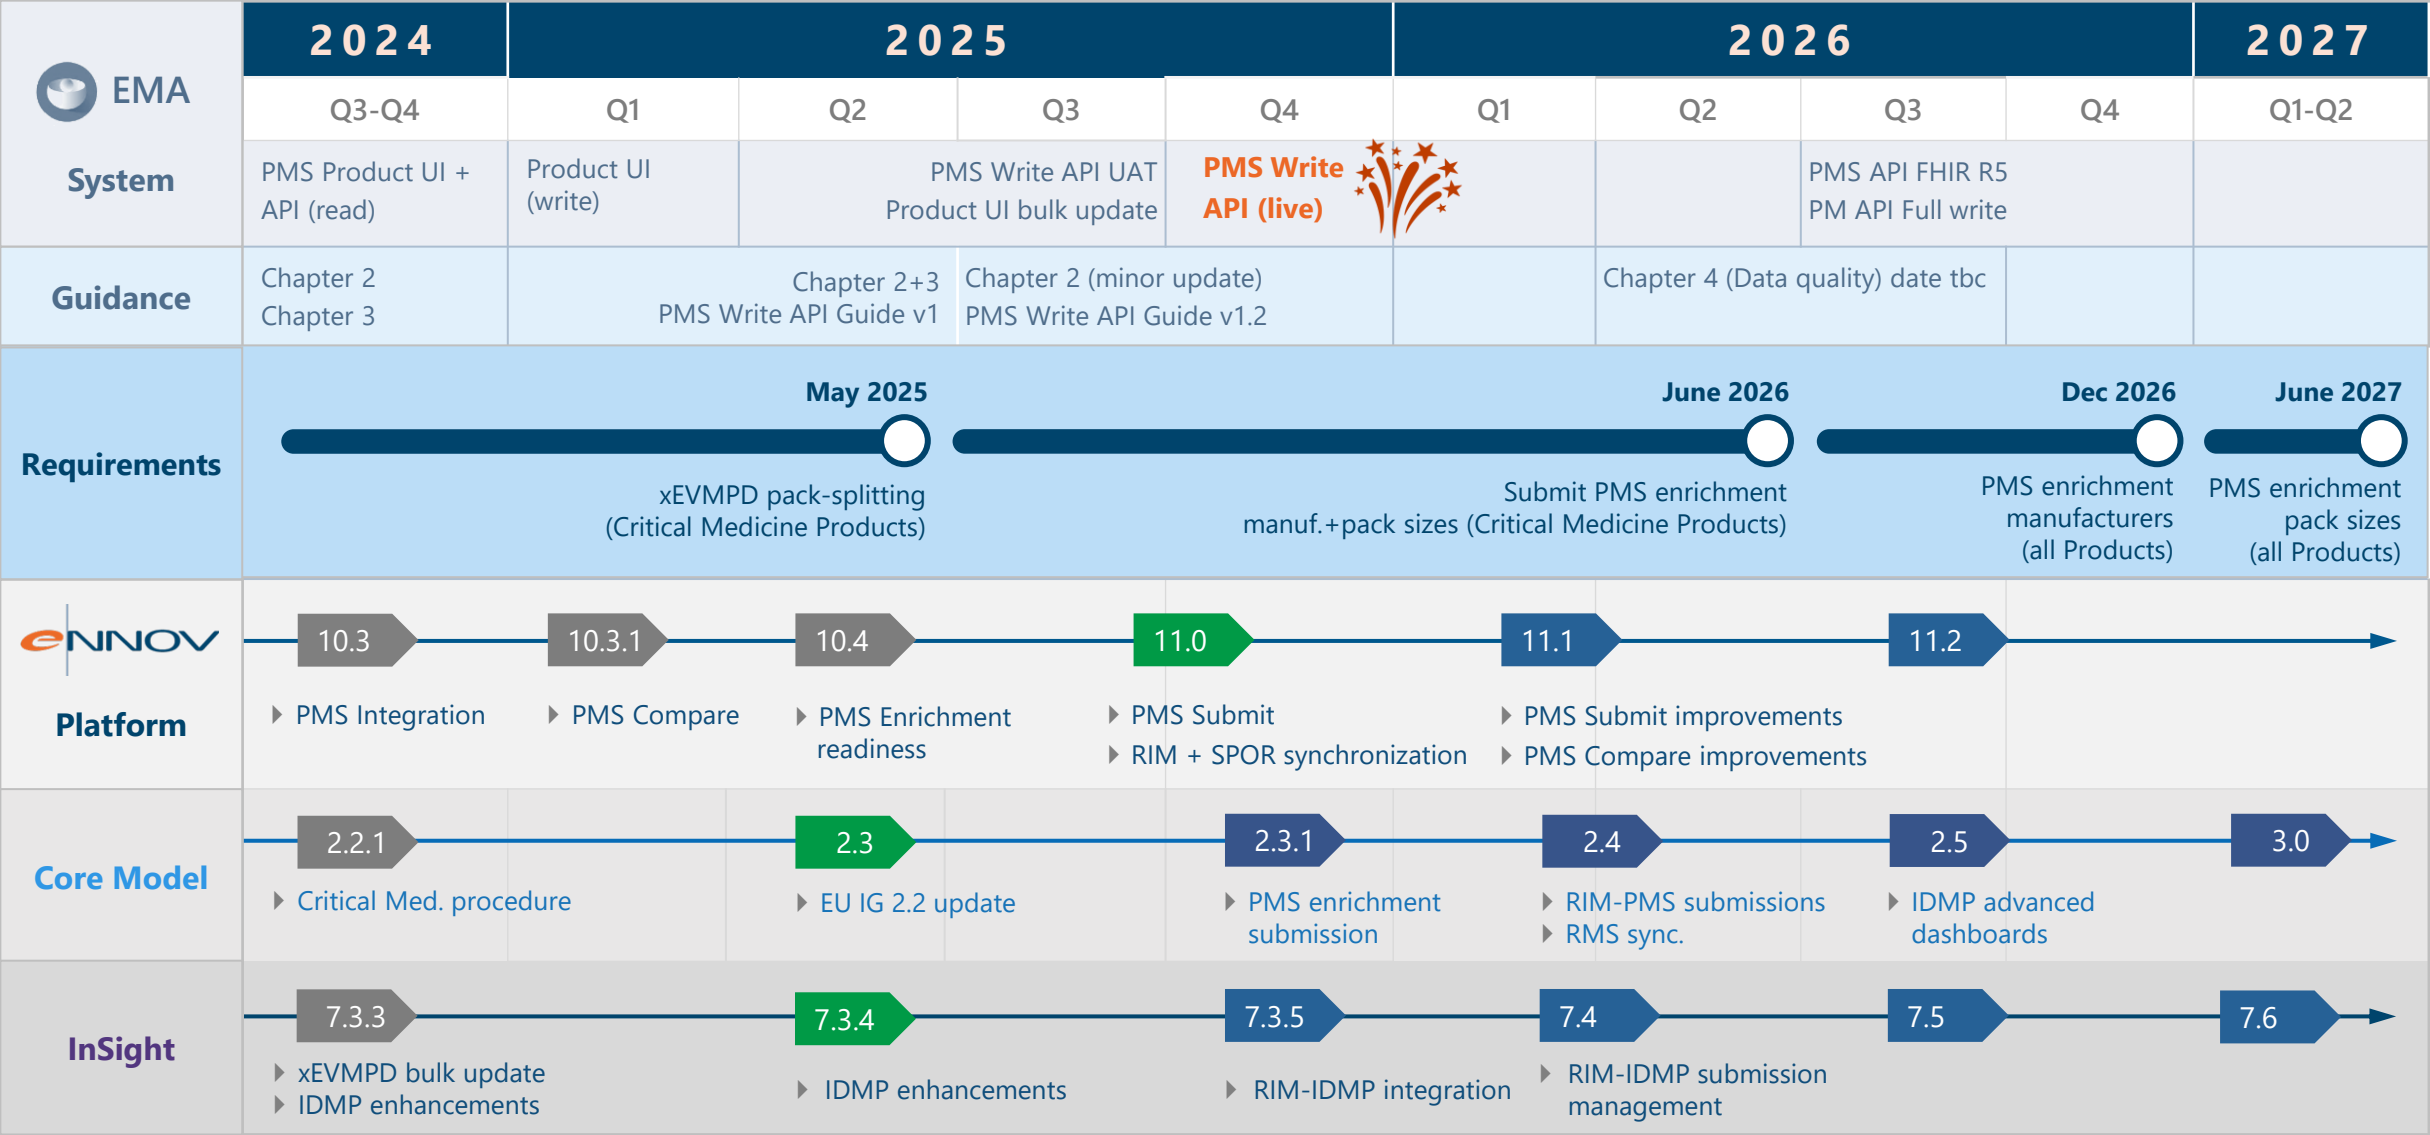 2024
2025
2026
2027
EMA
Q3-Q4
Q1
Q2
Q3
Q4
Q1
Q2
Q3
Q4
Q1-Q2
System
PMS Product UI +
API (read)
Product UI
(write)
PMS Write API UAT
Product UI bulk update
PMS Write
API (live)
PMS API FHIR R5
PM API Full write
Guidance
Chapter 2
Chapter 3
Chapter 2+3
PMS Write API Guide v1
Chapter 2 (minor update)
PMS Write API Guide v1.2
Chapter 4 (Data quality) date tbc
Requirements
May 2025
xEVMPD pack-splitting
(Critical Medicine Products)
June 2026
Submit PMS enrichment
manuf.+pack sizes (Critical Medicine Products)
Dec 2026
PMS enrichment
manufacturers
(all Products)
June 2027
PMS enrichment
pack sizes
(all Products)
eNNOV
Platform
10.3
10.3.1
10.4
11.0
11.1
11.2
PMS Integration
PMS Compare
PMS Enrichment
readiness
PMS Submit
RIM + SPOR synchronization
PMS Submit improvements
PMS Compare improvements
Core Model
2.2.1
2.3
2.3.1
2.4
2.5
3.0
Critical Med. procedure
EU IG 2.2 update
PMS enrichment
submission
RIM-PMS submissions
RMS sync.
IDMP advanced
dashboards
InSight
7.3.3
7.3.4
7.3.5
7.4
7.5
7.6
xEVMPD bulk update
IDMP enhancements
IDMP enhancements
RIM-IDMP integration
RIM-IDMP submission
management